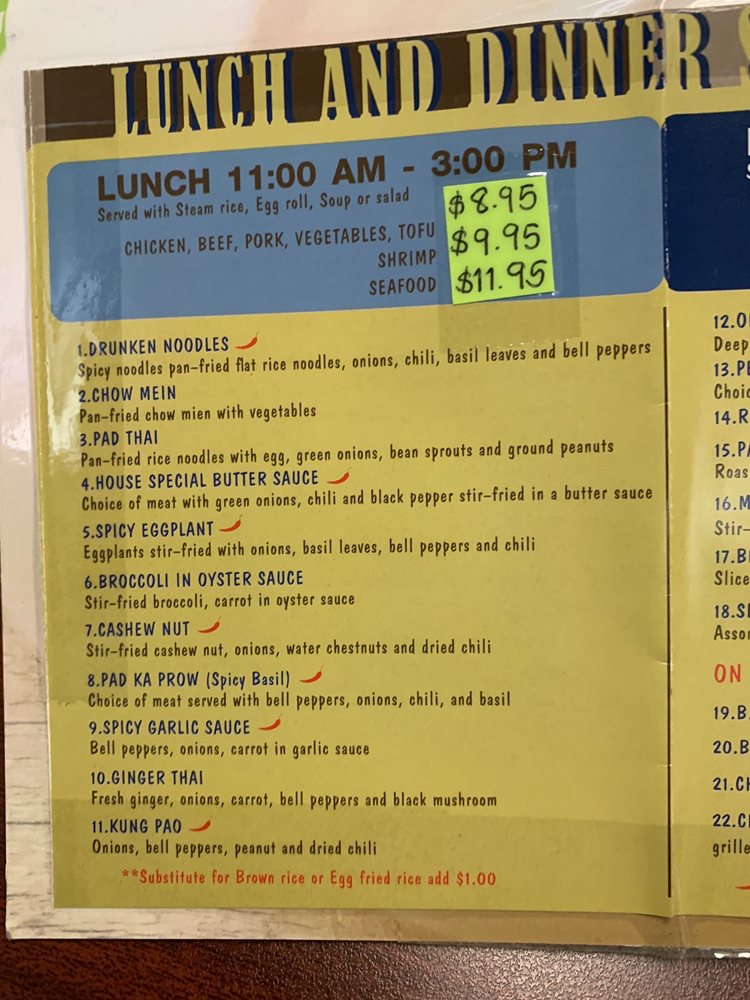 LUNCH AND DINNER
LUNCH 11:00 AM - 3:00 PM
Served with Steam rice, Egg roll, Soup or salad
CHICKEN, BEEF, PORK, VEGETABLES, TOFU $8.95
SHRIMP $9.95
SEAFOOD $11.95
1.DRUNKEN NOODLES
Spicy noodles pan-fried flat rice noodles, onions, chili, basil leaves and bell peppers
2.CHOW MEIN
Pan-fried chow mien with vegetables
3.PAD THAI
Pan-fried rice noodles with egg, green onions, bean sprouts and ground peanuts
4.HOUSE SPECIAL BUTTER SAUCE
Choice of meat with green onions, chili and black pepper stir-fried in a butter sauce
5.SPICY EGGPLANT
Eggplants stir-fried with onions, basil leaves, bell peppers and chili
6.BROCCOLI IN OYSTER SAUCE
Stir-fried broccoli, carrot in oyster sauce
7.CASHEW NUT
Stir-fried cashew nut, onions, water chestnuts and dried chili
8.PAD KA PROW (Spicy Basil)
Choice of meat served with bell peppers, onions, chili, and basil
9.SPICY GARLIC SAUCE
Bell peppers, onions, carrot in garlic sauce
10.GINGER THAI
Fresh ginger, onions, carrot, bell peppers and black mushroom
11.KUNG PAO
Onions, bell peppers, peanut and dried chili
**Substitute for Brown rice or Egg fried rice add $1.00
12.O
Deep
13.PE
Choic
14.R
15.PA
Roas
16.M
Stir-
17.B
Slice
18.S
Assor
ON
19.B
20.B
21.CH
22.C
grille